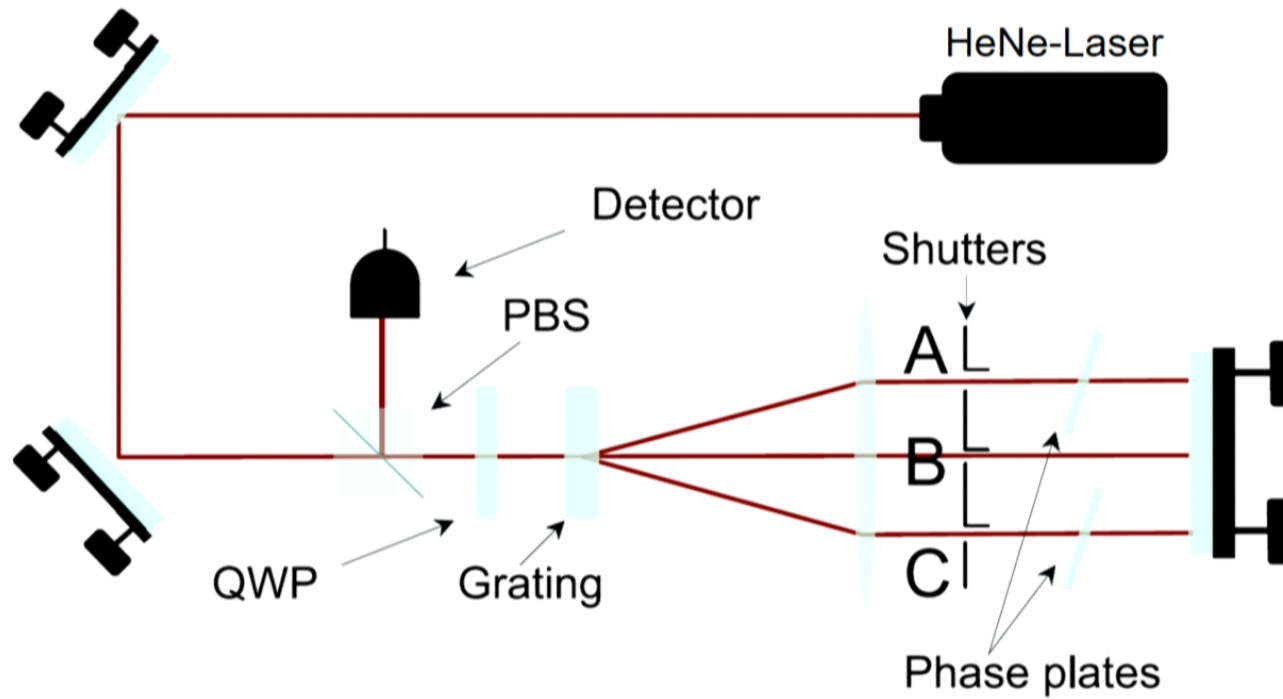 HeNe-Laser
Detector
Shutters
PBS
A
B
C
QWP
Grating
Phase plates